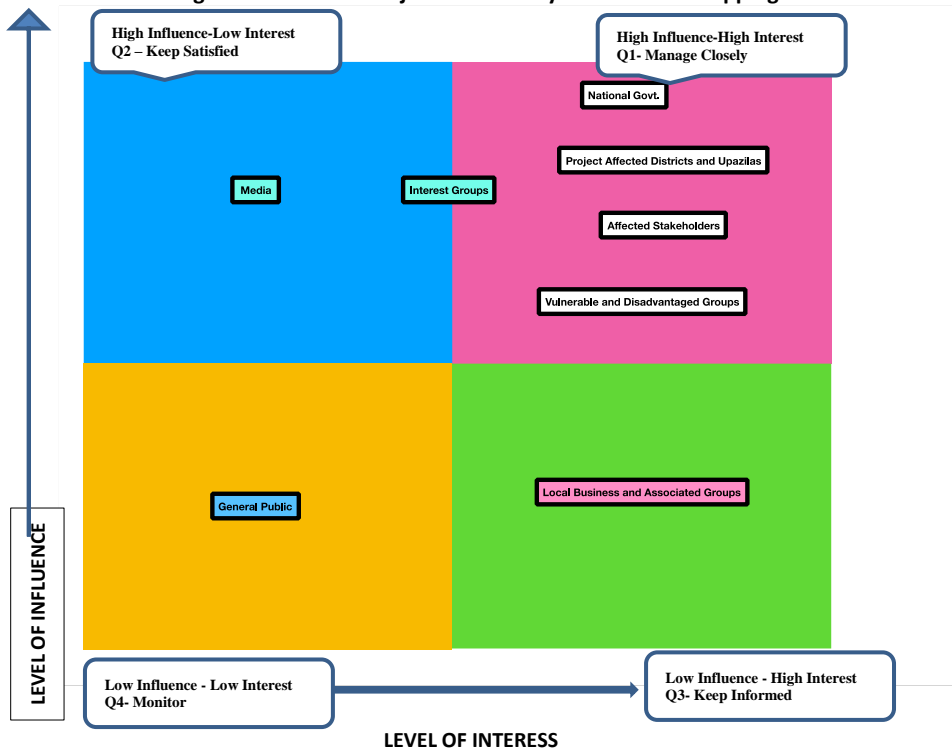 High Influence-Low Interest
Q2 – Keep Satisfied
High Influence-High Interest
Q1- Manage Closely
National Govt.
Project Affected Districts and Upazilas
Media
Interest Groups
Affected Stakeholders
Vulnerable and Disadvantaged Groups
General Public
Local Business and Associated Groups
LEVEL OF INFLUENCE
Low Influence - Low Interest
Q4- Monitor
Low Influence - High Interest
Q3- Keep Informed
LEVEL OF INTERESS